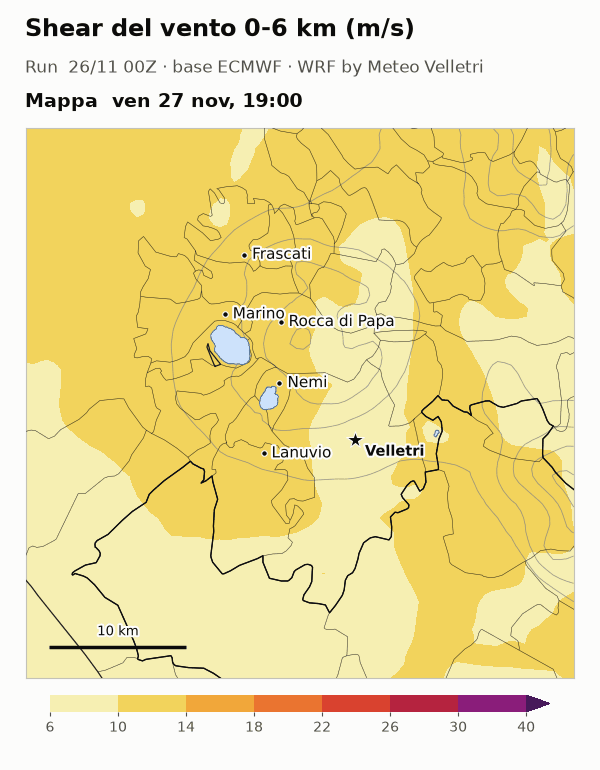 Shear del vento 0-6 km (m/s)
Run  26/11 00Z · base ECMWF · WRF by Meteo Velletri
Mappa  ven 27 nov, 19:00
Frascati
Marino
Rocca di Papa
Nemi
Velletri
Lanuvio
10 km
6 10 14 18 22 26 30 40